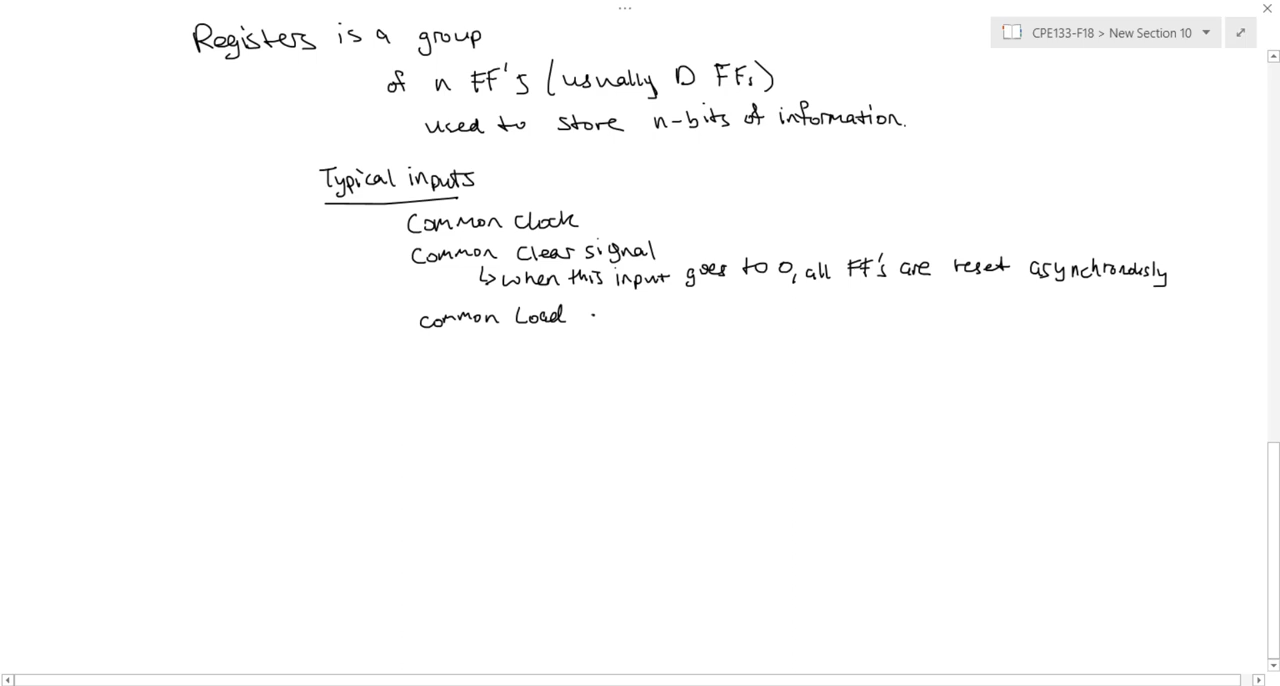 CPE133-F18 > New Section 10
Registers is a group
of n FF's (usually D FFs)
used to store n-bits of information.
Typical inputs
Common Clock
Common Clear signal
↳ when this input goes to 0, all FF's are reset asynchronously
common Load .